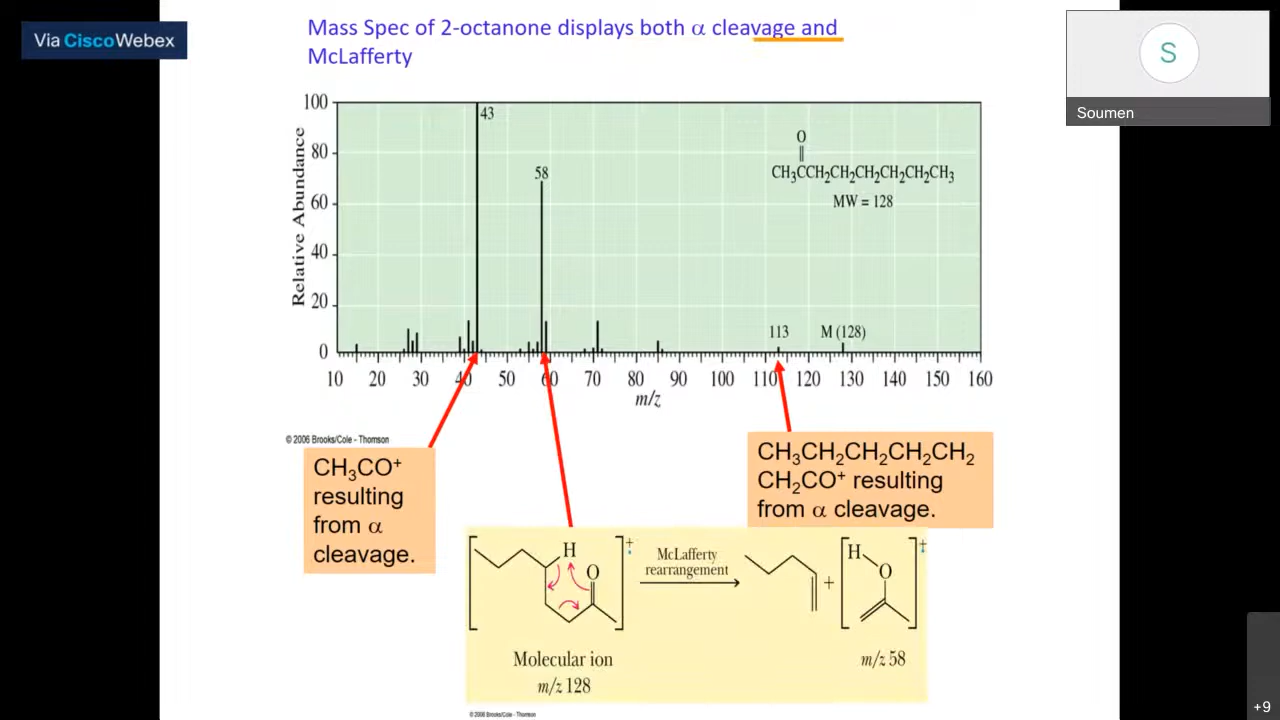 Via CiscoWebex
Mass Spec of 2-octanone displays both α cleavage and
McLafferty
S
Soumen
Relative Abundance
100
80
60
40
20
0
43
58
O
CH₃CCH₂CH₂CH₂CH₂CH₂CH₃
MW = 128
113
M (128)
10 20 30 40 50 60 70 80 90 100 110 120 130 140 150 160
m/z
© 2006 Brooks/Cole - Thomson
CH₃CO⁺
resulting
from α
cleavage.
CH₃CH₂CH₂CH₂CH₂
CH₂CO⁺ resulting
from α cleavage.
H
O
McLafferty
rearrangement
+
H
O
Molecular ion
m/z 128
m/z 58
© 2006 Brooks/Cole - Thomson
+9